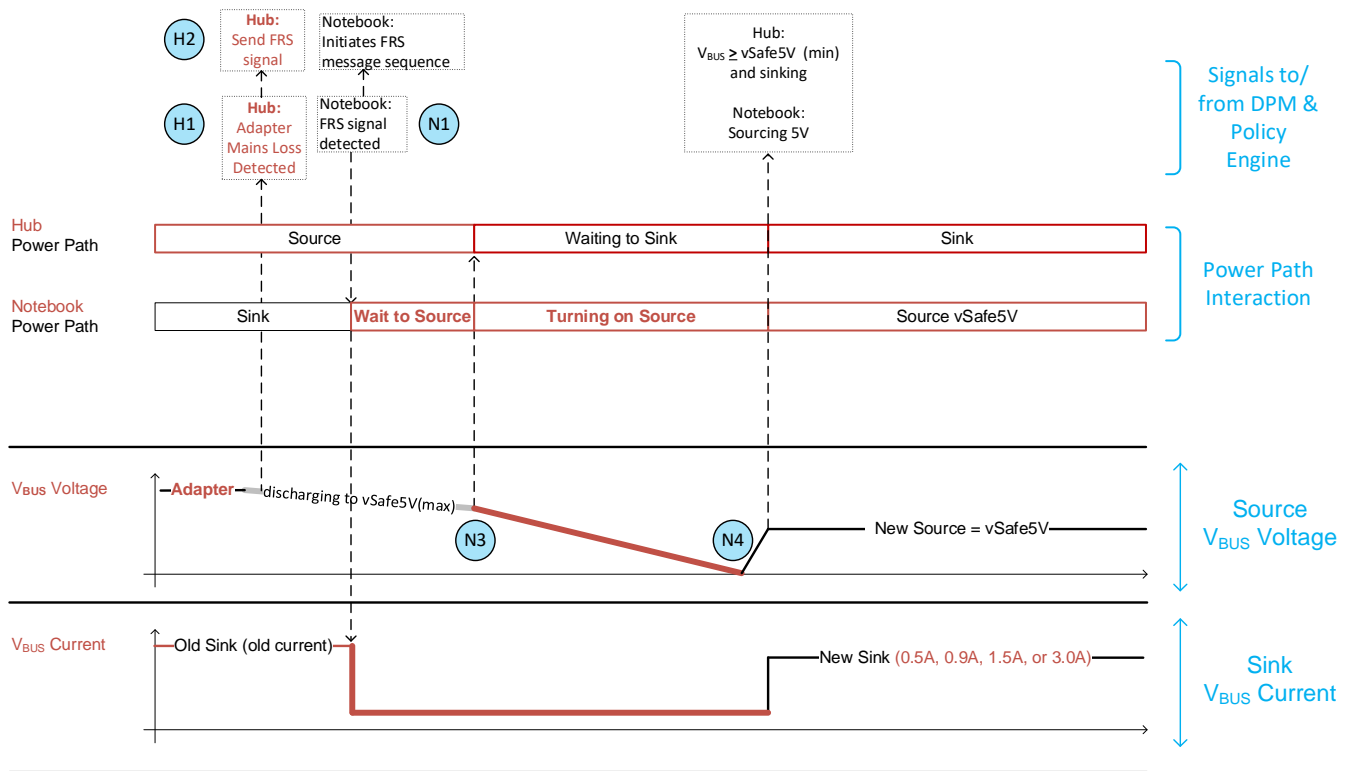 H2
Hub:
Send FRS
signal
Notebook:
Initiates FRS
message sequence
Hub:
VBUS ≥ vSafe5V (min)
and sinking
Notebook:
Sourcing 5V
Signals to/
from DPM &
Policy
Engine
H1
Hub:
Adapter
Mains Loss
Detected
Notebook:
FRS signal
detected
N1
Hub
Power Path
Source
Waiting to Sink
Sink
Power Path
Interaction
Notebook
Power Path
Sink
Wait to Source
Turning on Source
Source vSafe5V
VBUS Voltage
Adapter
discharging to vSafe5V(max)
N3
N4
New Source = vSafe5V
Source
VBUS Voltage
VBUS Current
Old Sink (old current)
New Sink (0.5A, 0.9A, 1.5A, or 3.0A)
Sink
VBUS Current